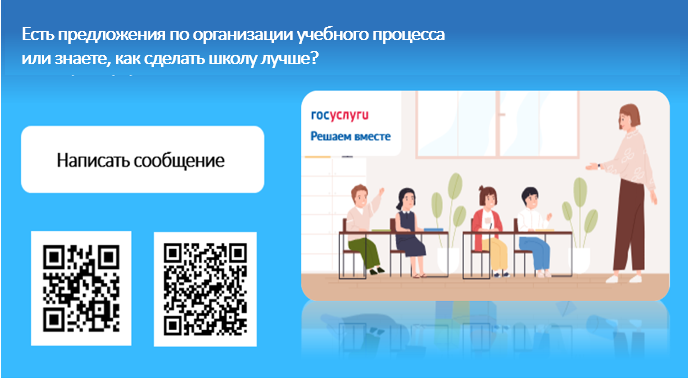 Есть предложения по организации учебного процесса
или знаете, как сделать школу лучше?
госуслуги
Решаем вместе
Написать сообщение